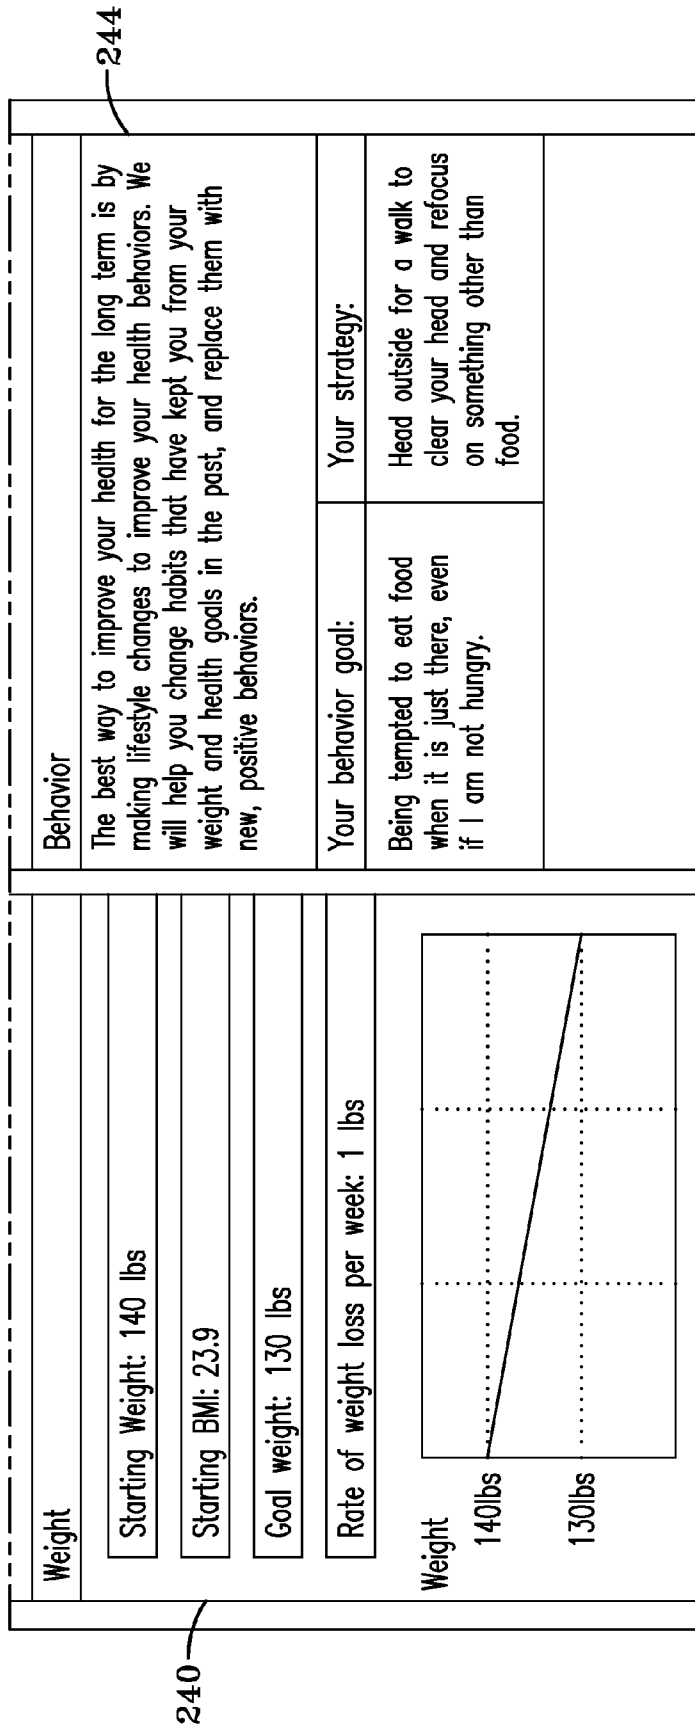 240
Weight
Starting Weight: 140 lbs
Starting BMI: 23.9
Goal weight: 130 lbs
Rate of weight loss per week: 1 lbs
Weight
140lbs
130lbs
244
Behavior
The best way to improve your health for the long term is by
making lifestyle changes to improve your health behaviors. We
will help you change habits that have kept you from your
weight and health goals in the past, and replace them with
new, positive behaviors.
Your behavior goal:
Being tempted to eat food
when it is just there, even
if I am not hungry.
Your strategy:
Head outside for a walk to
clear your head and refocus
on something other than
food.